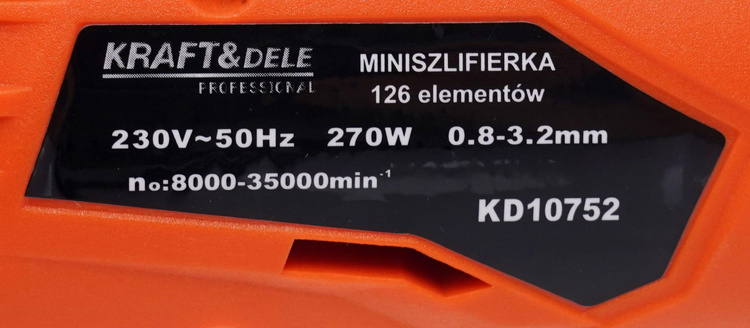 KRAFT&DELE
PROFESSIONAL
MINISZLIFIERKA
126 elementów
230V~50Hz 270W 0.8-3.2mm
no:8000-35000min⁻¹
KD10752